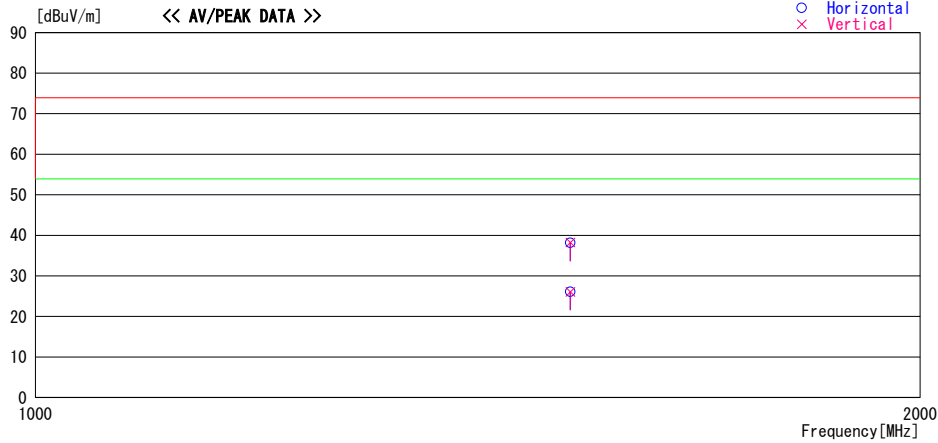 [dBuV/m] << AV/PEAK DATA >>
○ Horizontal
× Vertical
90
80
70
60
50
40
30
20
10
0
1000 2000
Frequency[MHz]